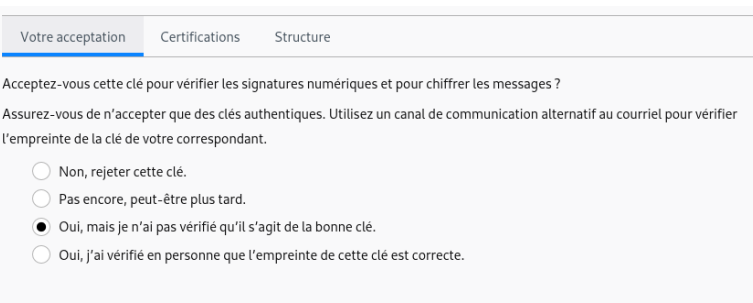 Votre acceptation Certifications Structure
Acceptez-vous cette clé pour vérifier les signatures numériques et pour chiffrer les messages ?
Assurez-vous de n’accepter que des clés authentiques. Utilisez un canal de communication alternatif au courriel pour vérifier
l’empreinte de la clé de votre correspondant.
Non, rejeter cette clé.
Pas encore, peut-être plus tard.
Oui, mais je n’ai pas vérifié qu’il s’agit de la bonne clé.
Oui, j’ai vérifié en personne que l’empreinte de cette clé est correcte.